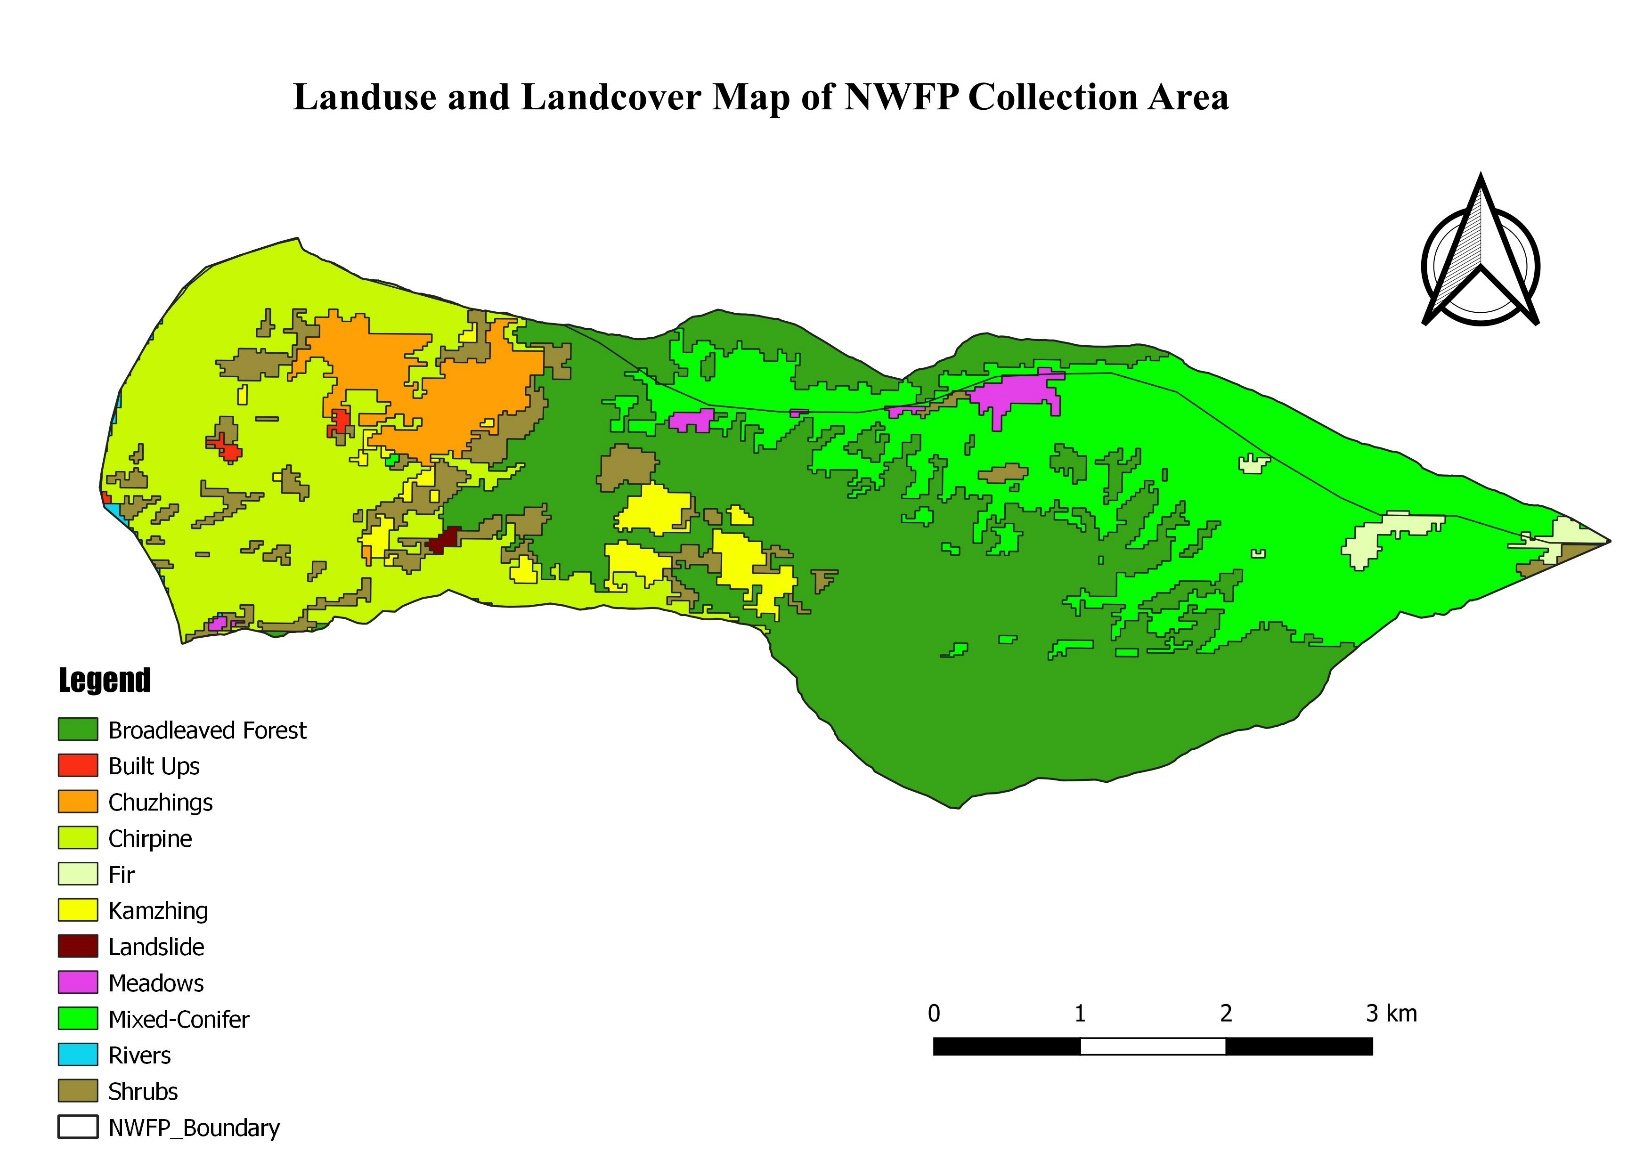 Landuse and Landcover Map of NWFP Collection Area
Legend
Broadleaved Forest
Built Ups
Chuzhings
Chirpine
Fir
Kamzhing
Landslide
Meadows
Mixed-Conifer
Rivers
Shrubs
NWFP_Boundary
0 1 2 3 km